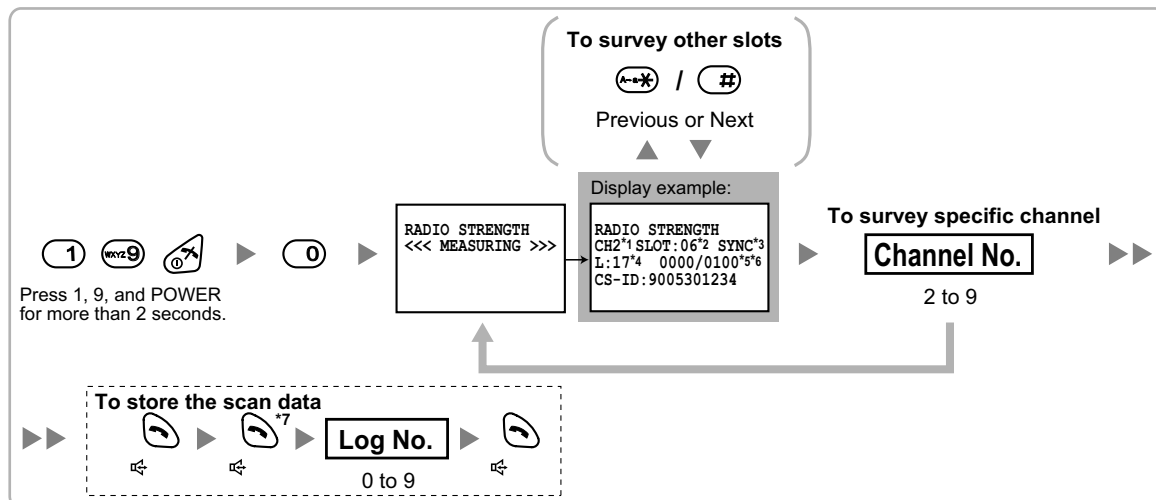 To survey other slots
A↔a✱ / #
Previous or Next
Display example:
RADIO STRENGTH
<<< MEASURING >>>
RADIO STRENGTH
CH2*1 SLOT:06*2 SYNC*3
L:17*4 0000/0100*5*6
CS-ID:9005301234
To survey specific channel
Channel No.
2 to 9
1 WXYZ9
0
Press 1, 9, and POWER
for more than 2 seconds.
To store the scan data
*7
Log No.
0 to 9